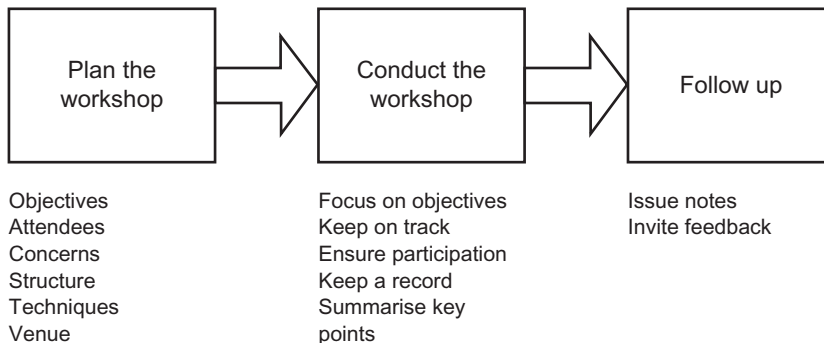 Plan the
workshop
Conduct the
workshop
Follow up
Objectives
Attendees
Concerns
Structure
Techniques
Venue
Focus on objectives
Keep on track
Ensure participation
Keep a record
Summarise key
points
Issue notes
Invite feedback